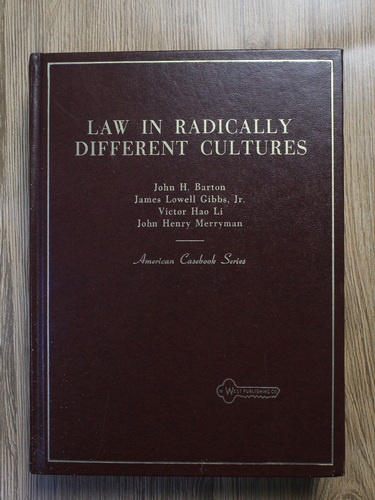 LAW IN RADICALLY
DIFFERENT CULTURES
John H. Barton
James Lowell Gibbs, Jr.
Victor Hao Li
John Henry Merryman
American Casebook Series
WEST PUBLISHING CO.